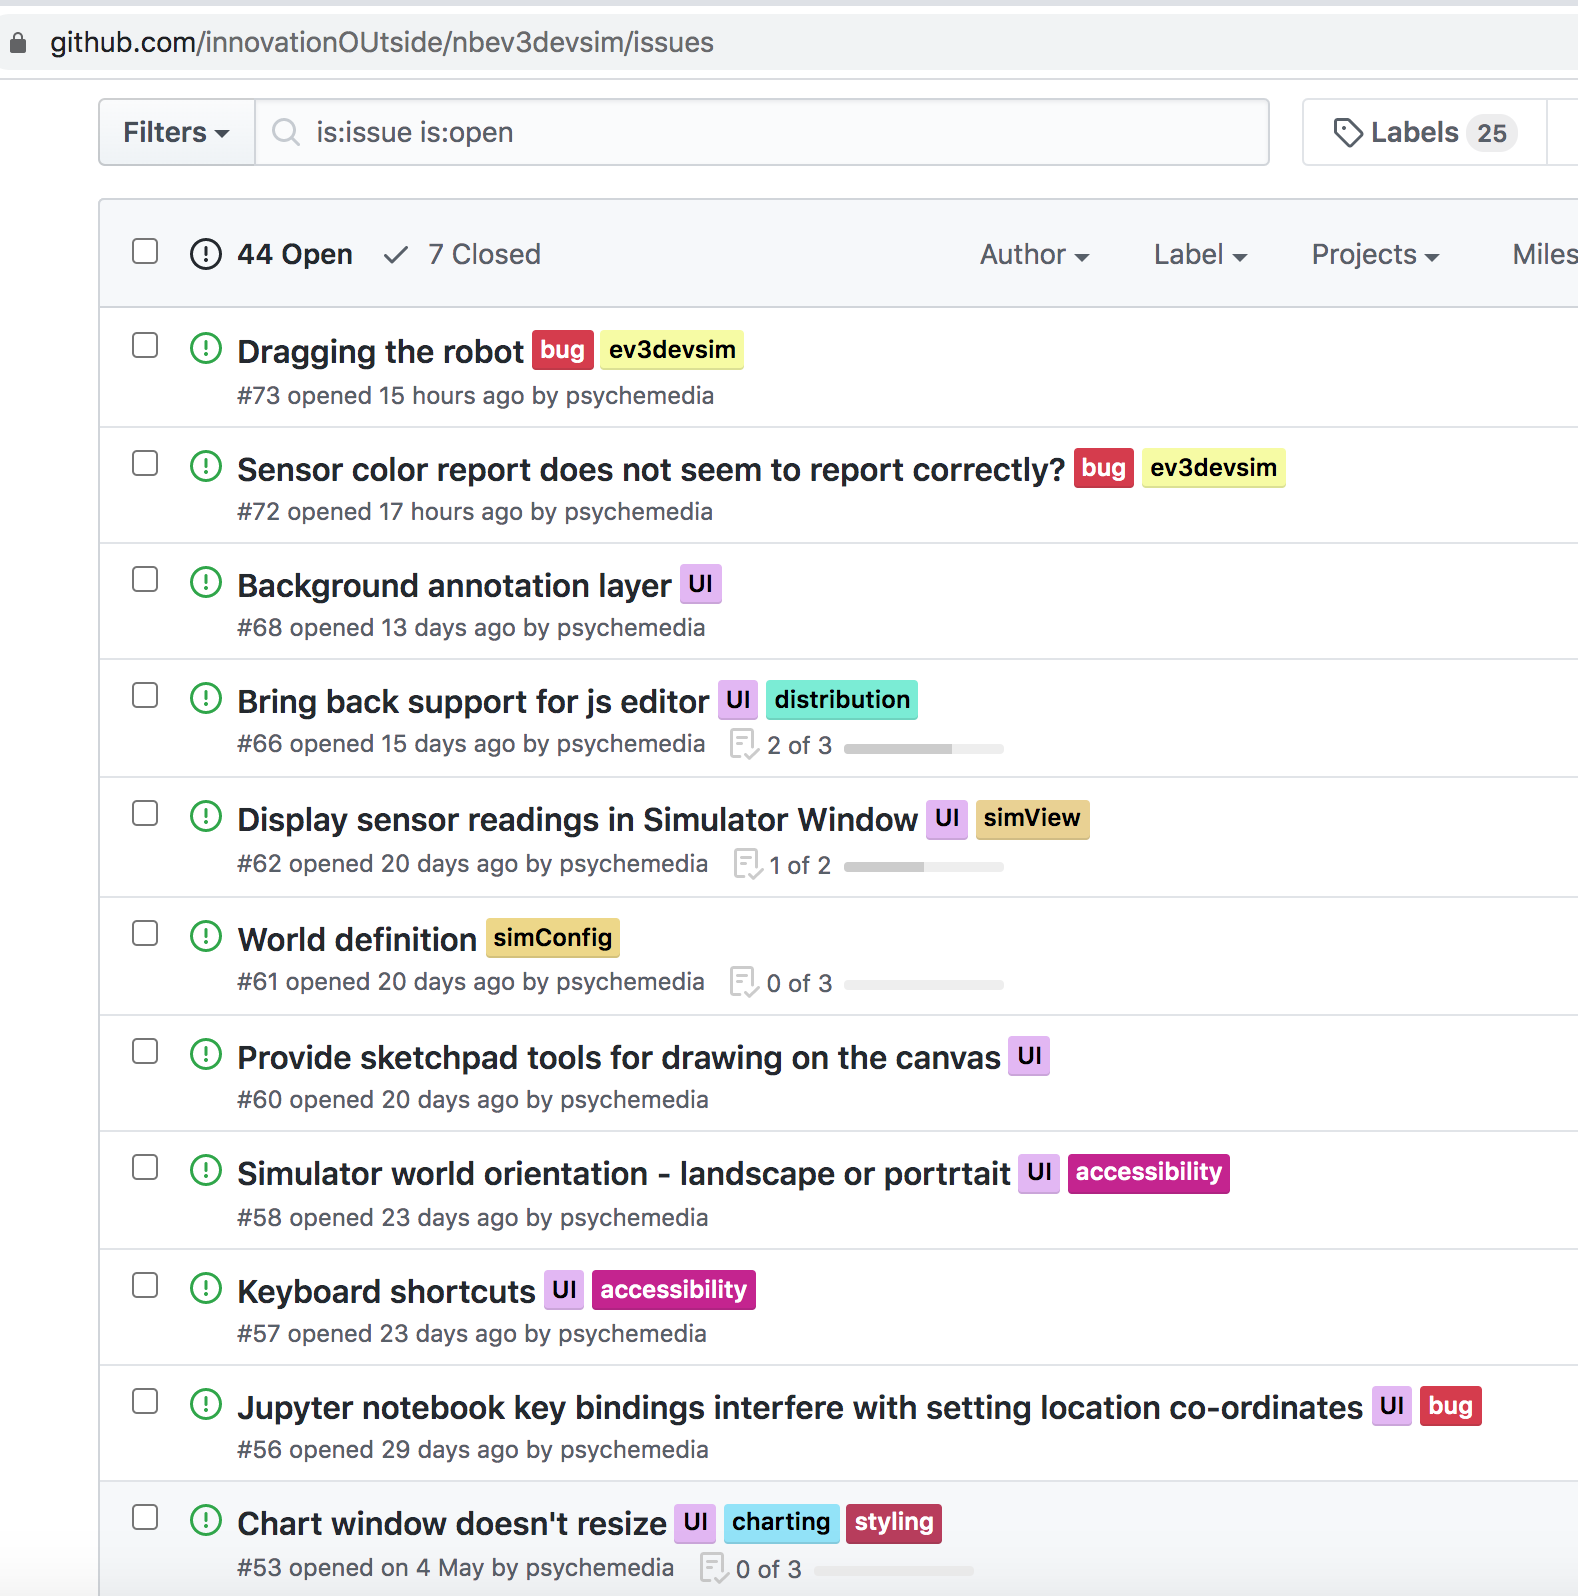 github.com/innovationOUtside/nbev3devsim/issues
Filters is:issue is:open Labels 25
44 Open 7 Closed Author Label Projects Miles
Dragging the robot bug ev3devsim
#73 opened 15 hours ago by psychemedia
Sensor color report does not seem to report correctly? bug ev3devsim
#72 opened 17 hours ago by psychemedia
Background annotation layer UI
#68 opened 13 days ago by psychemedia
Bring back support for js editor UI distribution
#66 opened 15 days ago by psychemedia 2 of 3
Display sensor readings in Simulator Window UI simView
#62 opened 20 days ago by psychemedia 1 of 2
World definition simConfig
#61 opened 20 days ago by psychemedia 0 of 3
Provide sketchpad tools for drawing on the canvas UI
#60 opened 20 days ago by psychemedia
Simulator world orientation - landscape or portrtait UI accessibility
#58 opened 23 days ago by psychemedia
Keyboard shortcuts UI accessibility
#57 opened 23 days ago by psychemedia
Jupyter notebook key bindings interfere with setting location co-ordinates UI bug
#56 opened 29 days ago by psychemedia
Chart window doesn't resize UI charting styling
#53 opened on 4 May by psychemedia 0 of 3